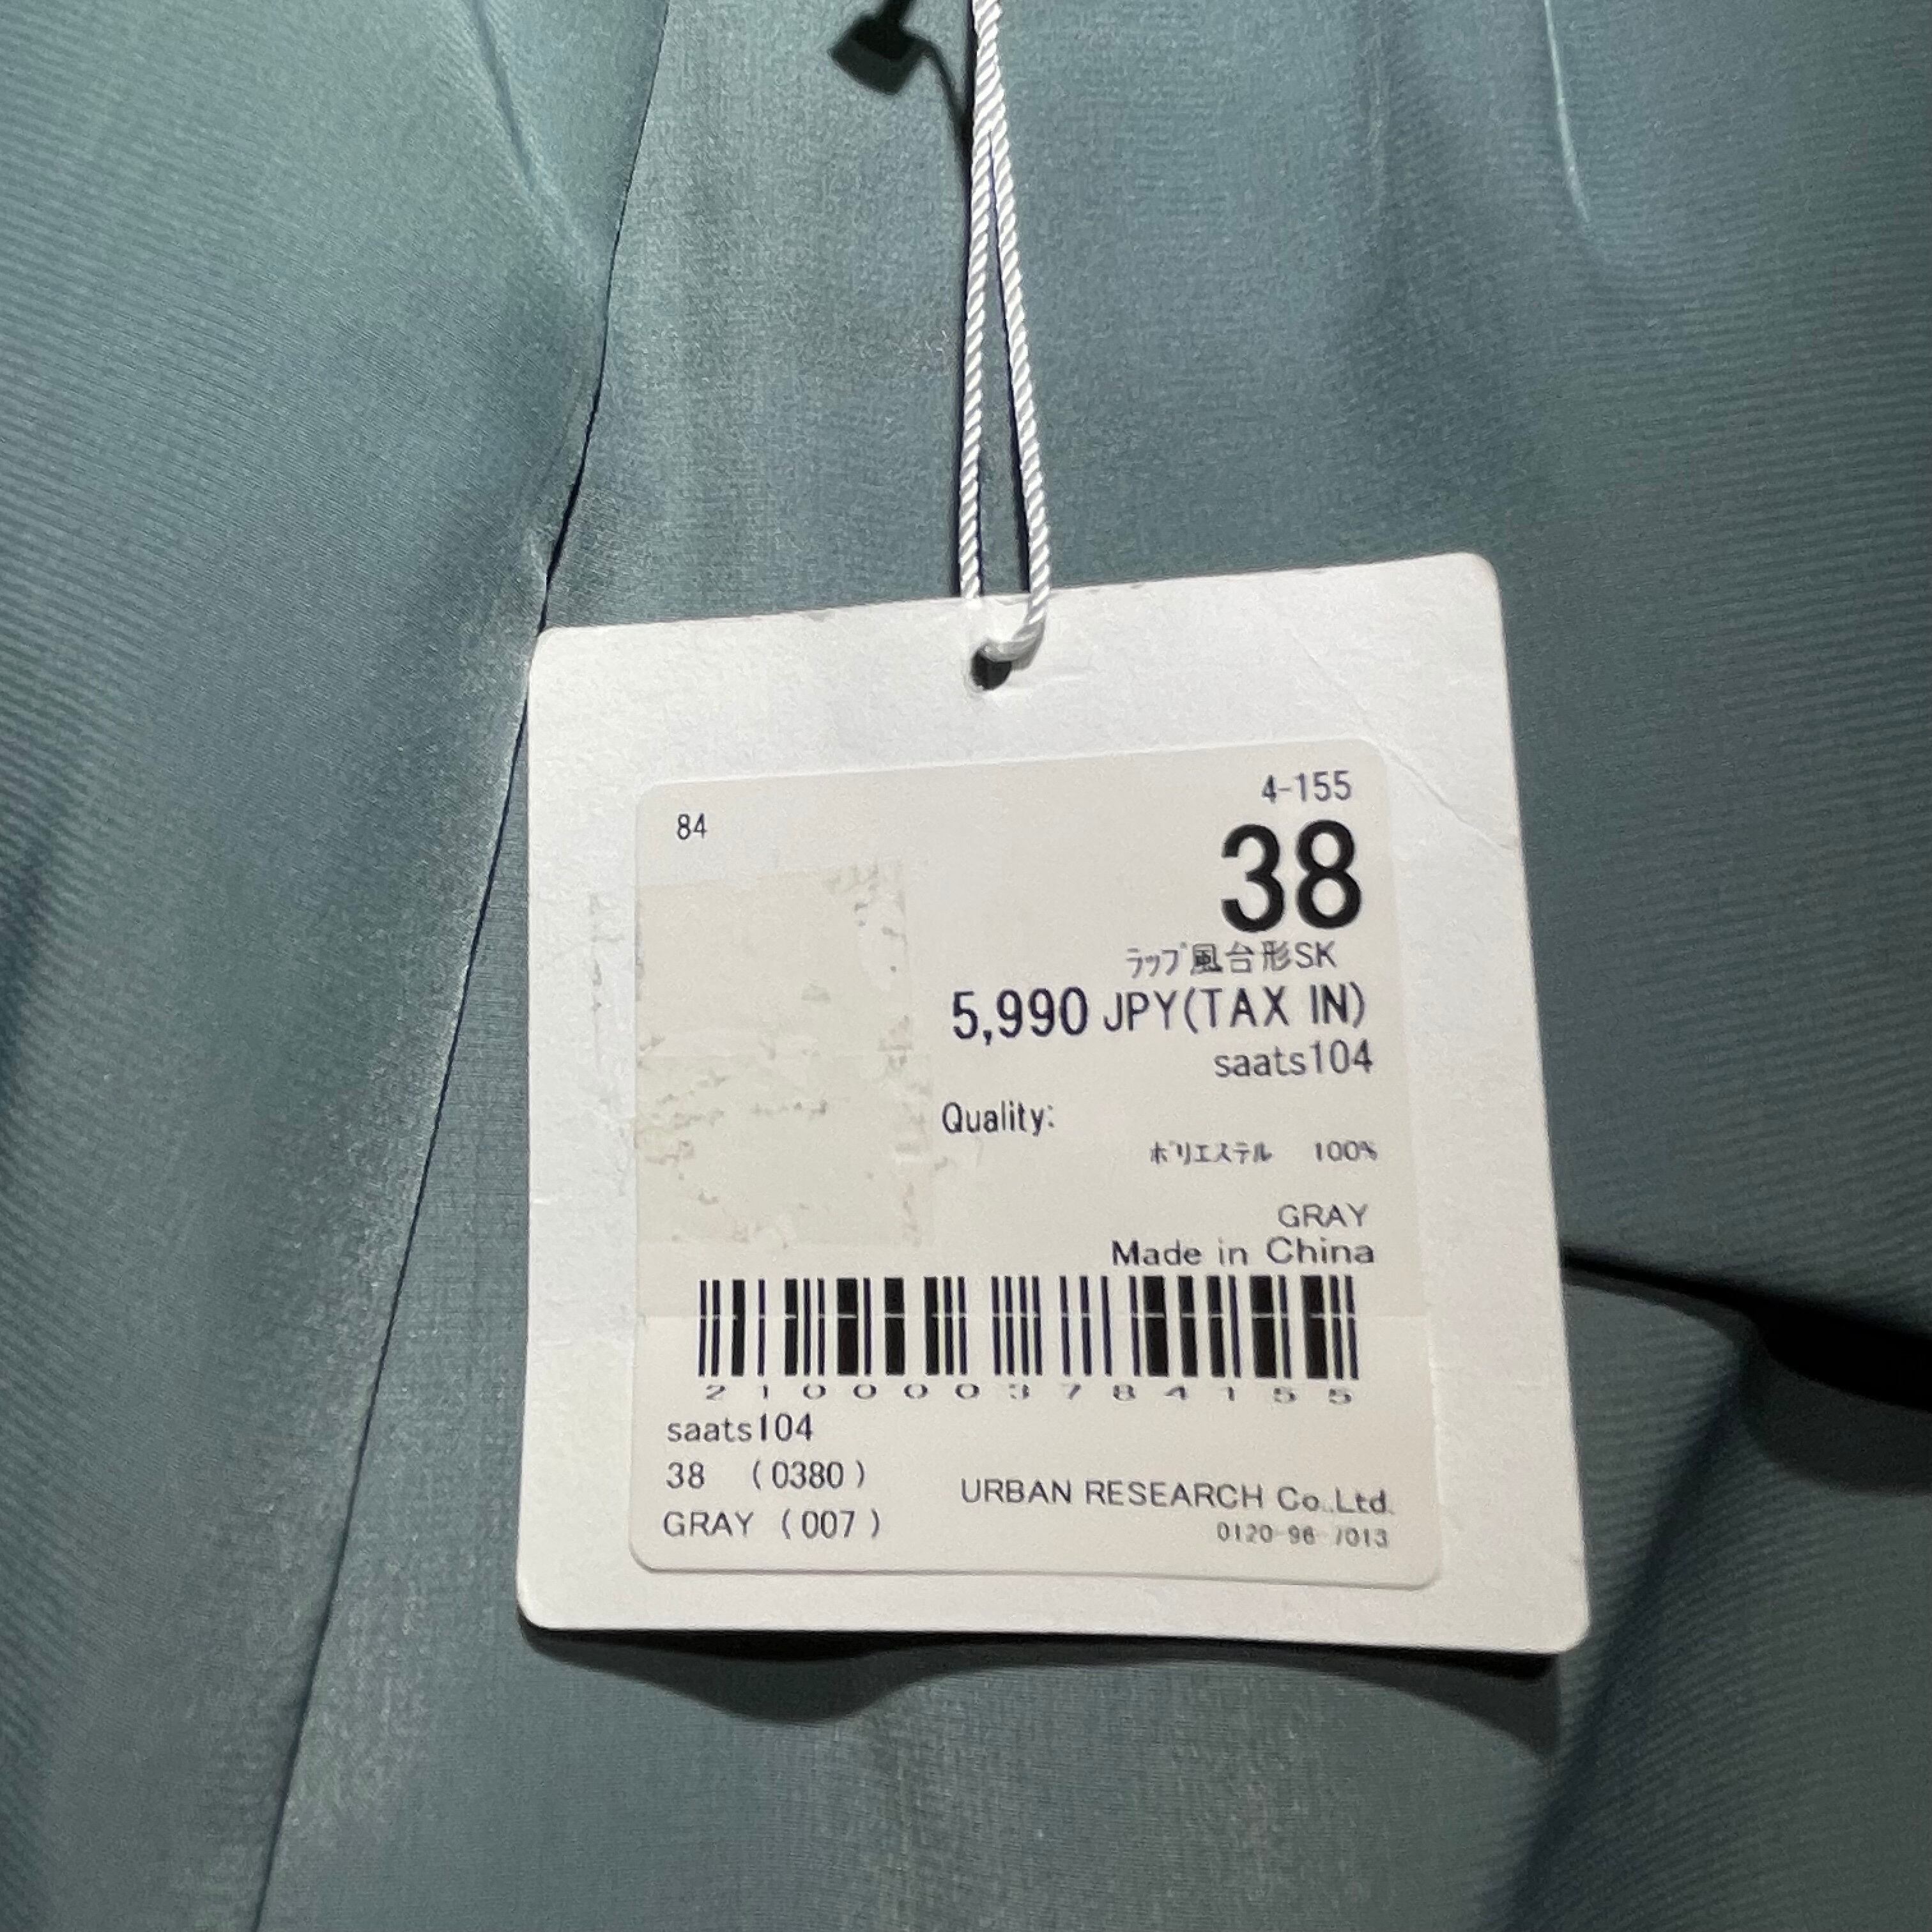 84
4-155
38
ﾗｯﾌﾟ風台形SK
5,990 JPY(TAX IN)
saats104
Quality:
ﾎﾟﾘｴｽﾃﾙ 100%
GRAY
Made in China
2100003784155
saats104
38 (0380)
GRAY (007)
URBAN RESEARCH Co.,Ltd.
0120-96-7013